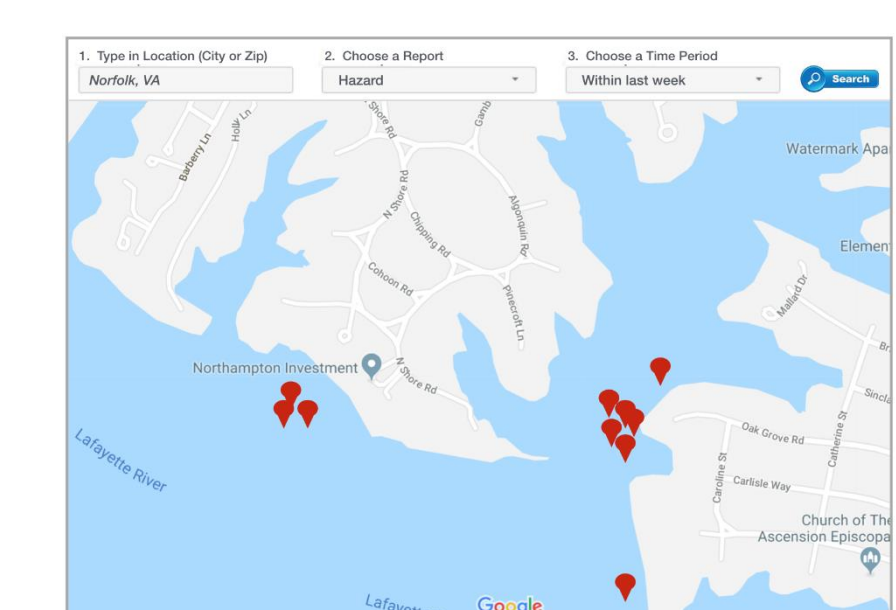 1. Type in Location (City or Zip)
2. Choose a Report
3. Choose a Time Period
Norfolk, VA
Hazard
Within last week
Search
Holly Ln
Barberry Ln
N Shore Rd
Gamb
Watermark Apa
N Shore Rd
Chipping Rd
Algonquin Rd
Elemen
Cohoon Rd
Mallard Dr
Pinecroft Ln
Br
Northampton Investment
N Shore Rd
Sincla
Lafayette River
Oak Grove Rd
Catherine St
Caroline St
Carlisle Way
Church of The
Ascension Episcopa
Lafayett
Google